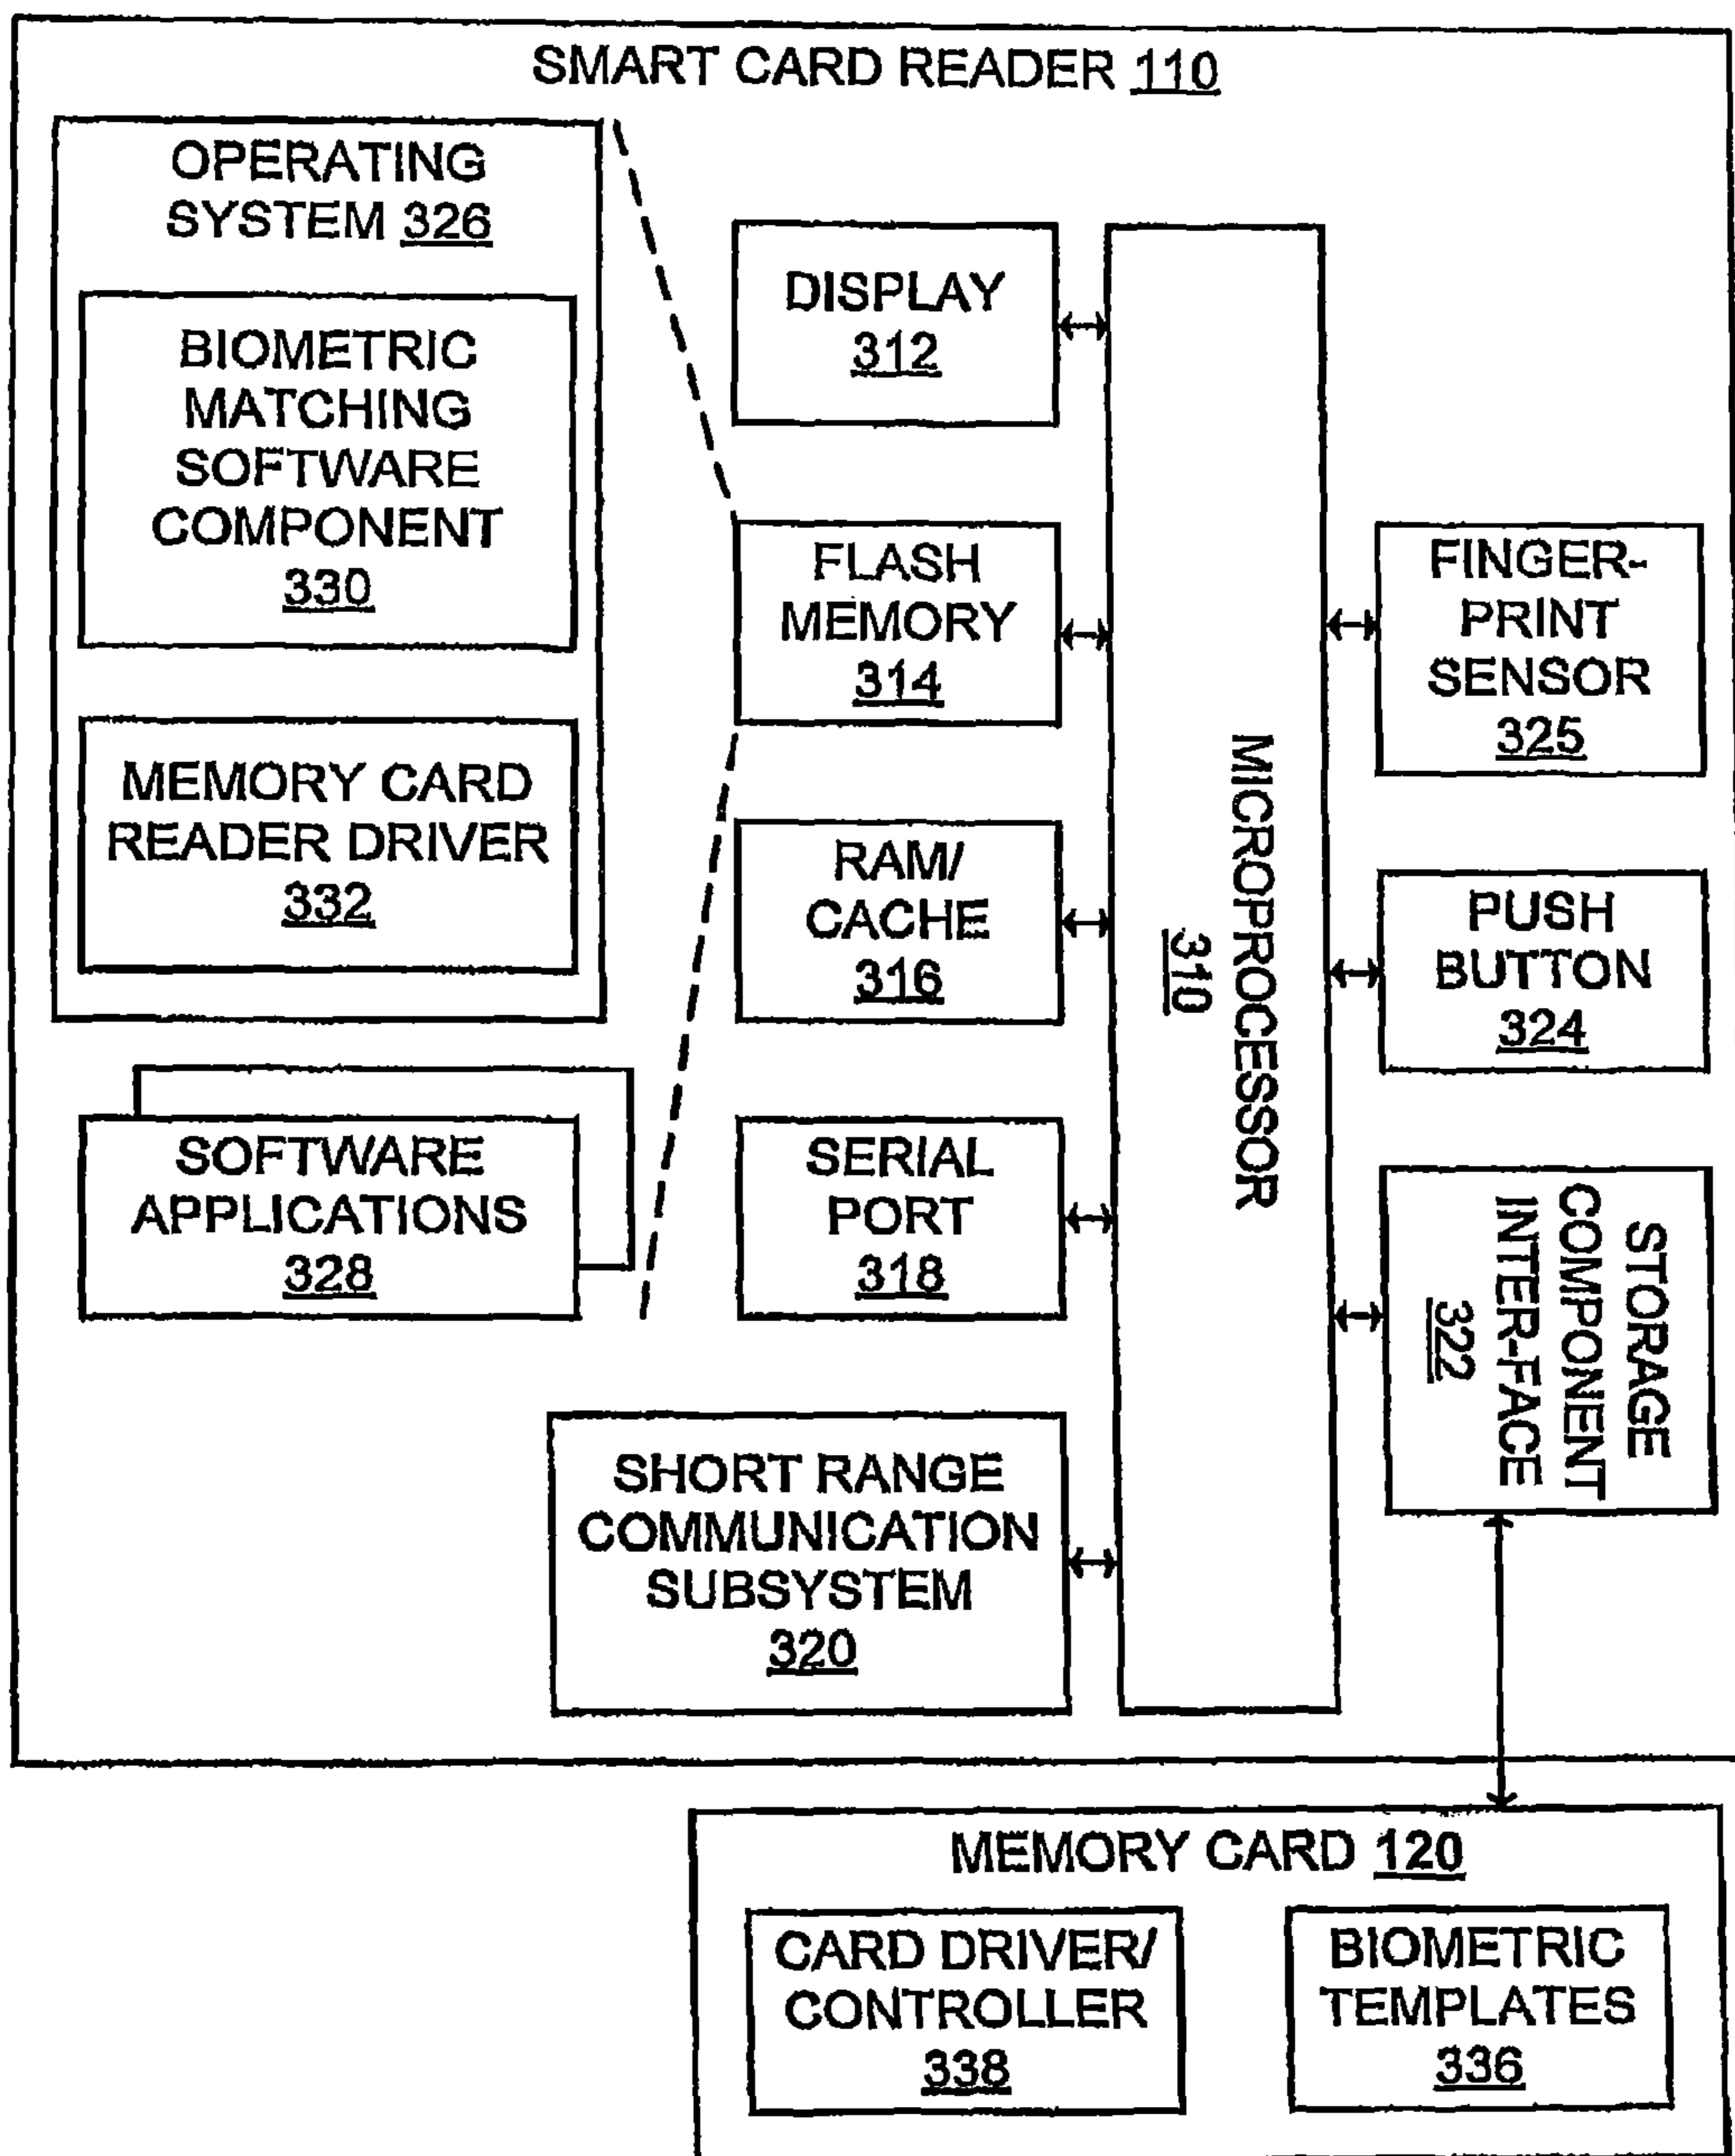 SMART CARD READER 110
OPERATING
SYSTEM 326
BIOMETRIC
MATCHING
SOFTWARE
COMPONENT
330
MEMORY CARD
READER DRIVER
332
SOFTWARE
APPLICATIONS
328
DISPLAY
312
FLASH
MEMORY
314
RAM/
CACHE
316
SERIAL
PORT
318
SHORT RANGE
COMMUNICATION
SUBSYSTEM
320
MICROPROCESSOR
310
FINGER-
PRINT
SENSOR
325
PUSH
BUTTON
324
STORAGE
COMPONENT
INTER-FACE
322
MEMORY CARD 120
CARD DRIVER/
CONTROLLER
338
BIOMETRIC
TEMPLATES
336